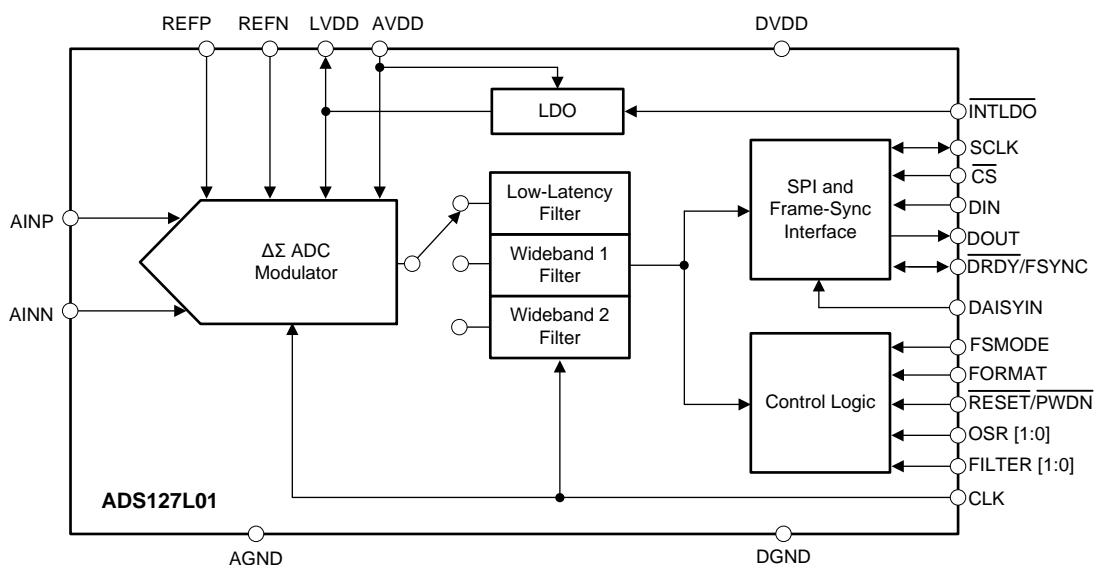 REFP REFN LVDD AVDD DVDD
LDO
INTLDO
SCLK
CS
DIN
DOUT
DRDY/FSYNC
DAISYIN
SPI and
Frame-Sync
Interface
AINP
AINN
ΔΣ ADC
Modulator
Low-Latency
Filter
Wideband 1
Filter
Wideband 2
Filter
Control Logic
FSMODE
FORMAT
RESET/PWDN
OSR [1:0]
FILTER [1:0]
CLK
ADS127L01
AGND DGND